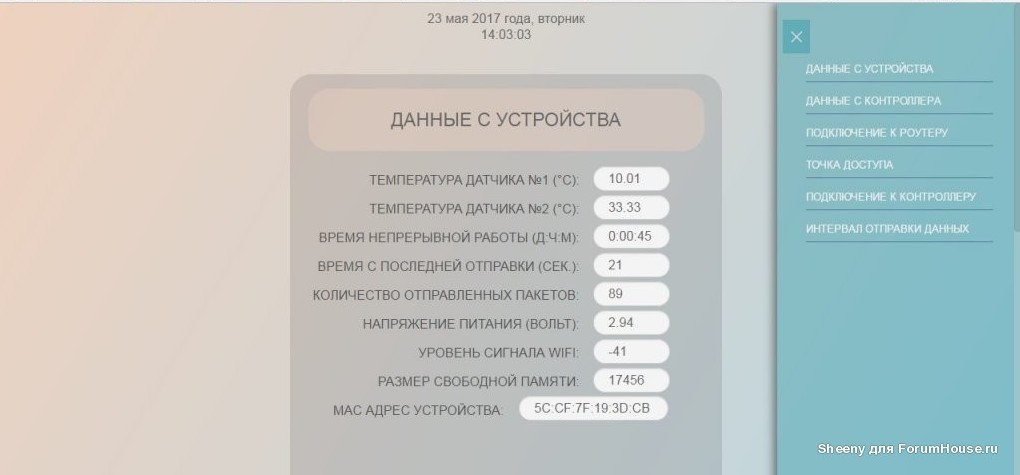 23 мая 2017 года, вторник
14:03:03
ДАННЫЕ С УСТРОЙСТВА
ТЕМПЕРАТУРА ДАТЧИКА №1 (°C): 10.01
ТЕМПЕРАТУРА ДАТЧИКА №2 (°C): 33.33
ВРЕМЯ НЕПРЕРЫВНОЙ РАБОТЫ (Д:Ч:М): 0:00:45
ВРЕМЯ С ПОСЛЕДНЕЙ ОТПРАВКИ (СЕК.): 21
КОЛИЧЕСТВО ОТПРАВЛЕННЫХ ПАКЕТОВ: 89
НАПРЯЖЕНИЕ ПИТАНИЯ (ВОЛЬТ): 2.94
УРОВЕНЬ СИГНАЛА WIFI: -41
РАЗМЕР СВОБОДНОЙ ПАМЯТИ: 17456
МАС АДРЕС УСТРОЙСТВА: 5C:CF:7F:19:3D:CB
ДАННЫЕ С УСТРОЙСТВА
ДАННЫЕ С КОНТРОЛЛЕРА
ПОДКЛЮЧЕНИЕ К РОУТЕРУ
ТОЧКА ДОСТУПА
ПОДКЛЮЧЕНИЕ К КОНТРОЛЛЕРУ
ИНТЕРВАЛ ОТПРАВКИ ДАННЫХ
Sheeny для ForumHouse.ru